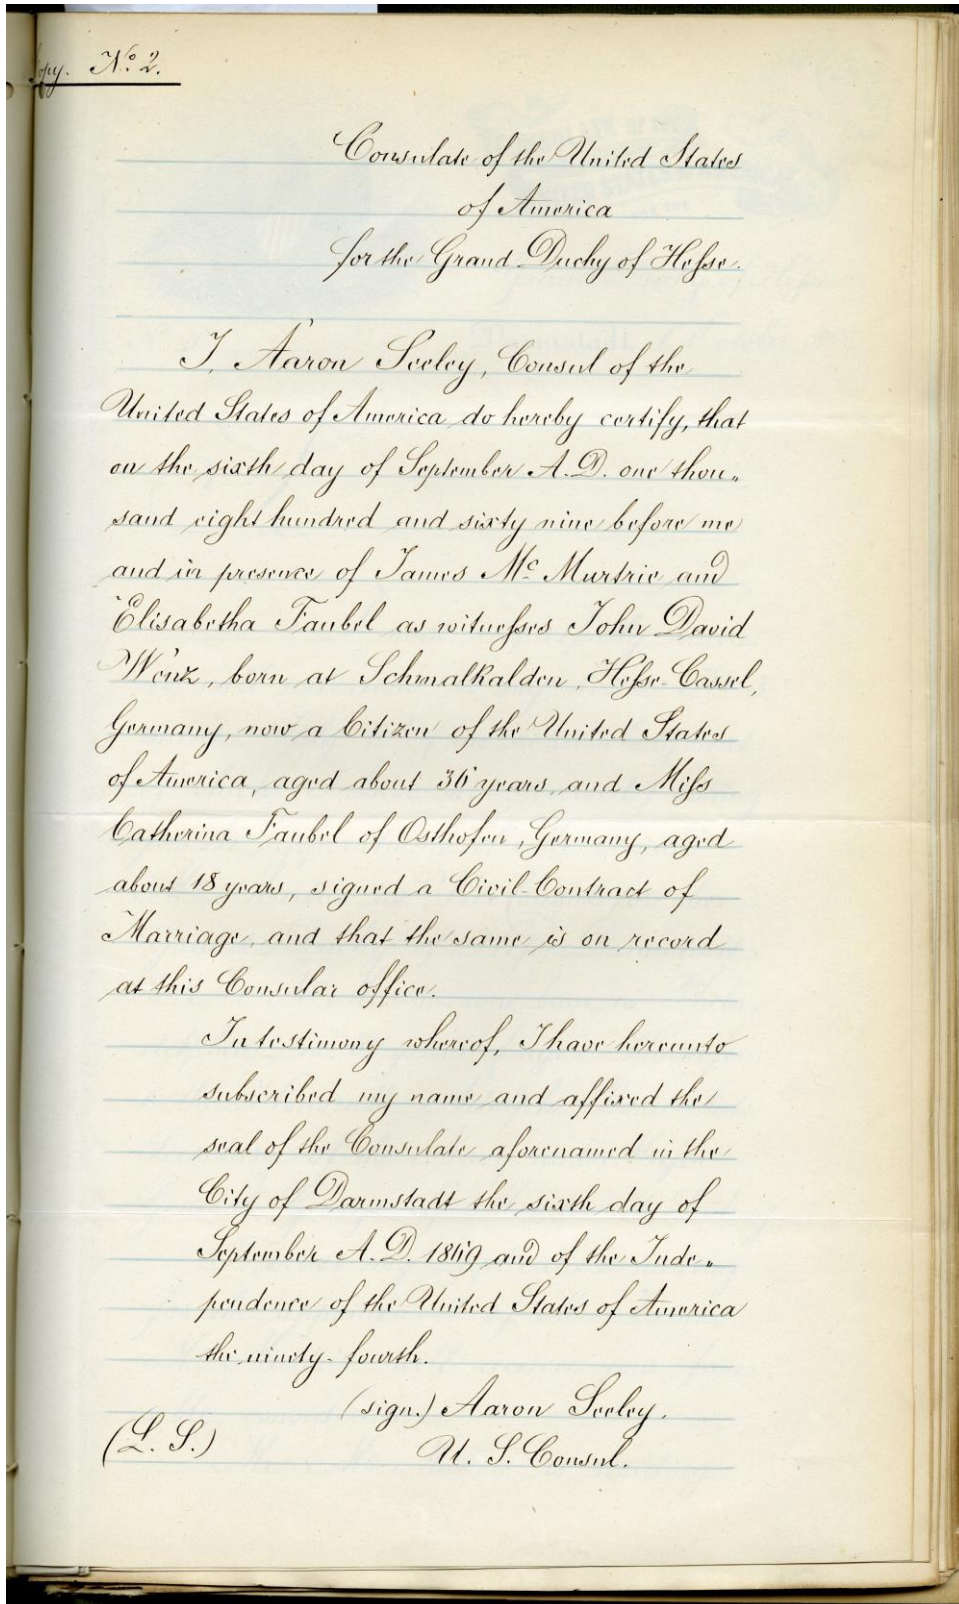 Copy. No. 2.
Consulate of the United States
of America
for the Grand Duchy of Hesse.
I, Aaron Seeley, Consul of the
United States of America do hereby certify, that
on the sixth day of September A. D. one thou„
sand eight hundred and sixty nine before me
and in presence of James Mc Murtrie and
Elisabetha Faubel as witnesses John David
Wenz, born at Schmalkalden, Hesse-Cassel,
Germany, now a Citizen of the United States
of America, aged about 36 years, and Miss
Catherina Faubel of Osthofen, Germany, aged
about 18 years, signed a Civil-Contract of
Marriage, and that the same is on record
at this Consular office.
In testimony whereof, I have hereunto
subscribed my name and affixed the
seal of the Consulate aforenamed in the
City of Darmstadt the sixth day of
September A. D. 1869 and of the Inde„
pendence of the United States of America
the ninety-fourth.
(sign.) Aaron Seeley.
(L. S.) U. S. Consul.